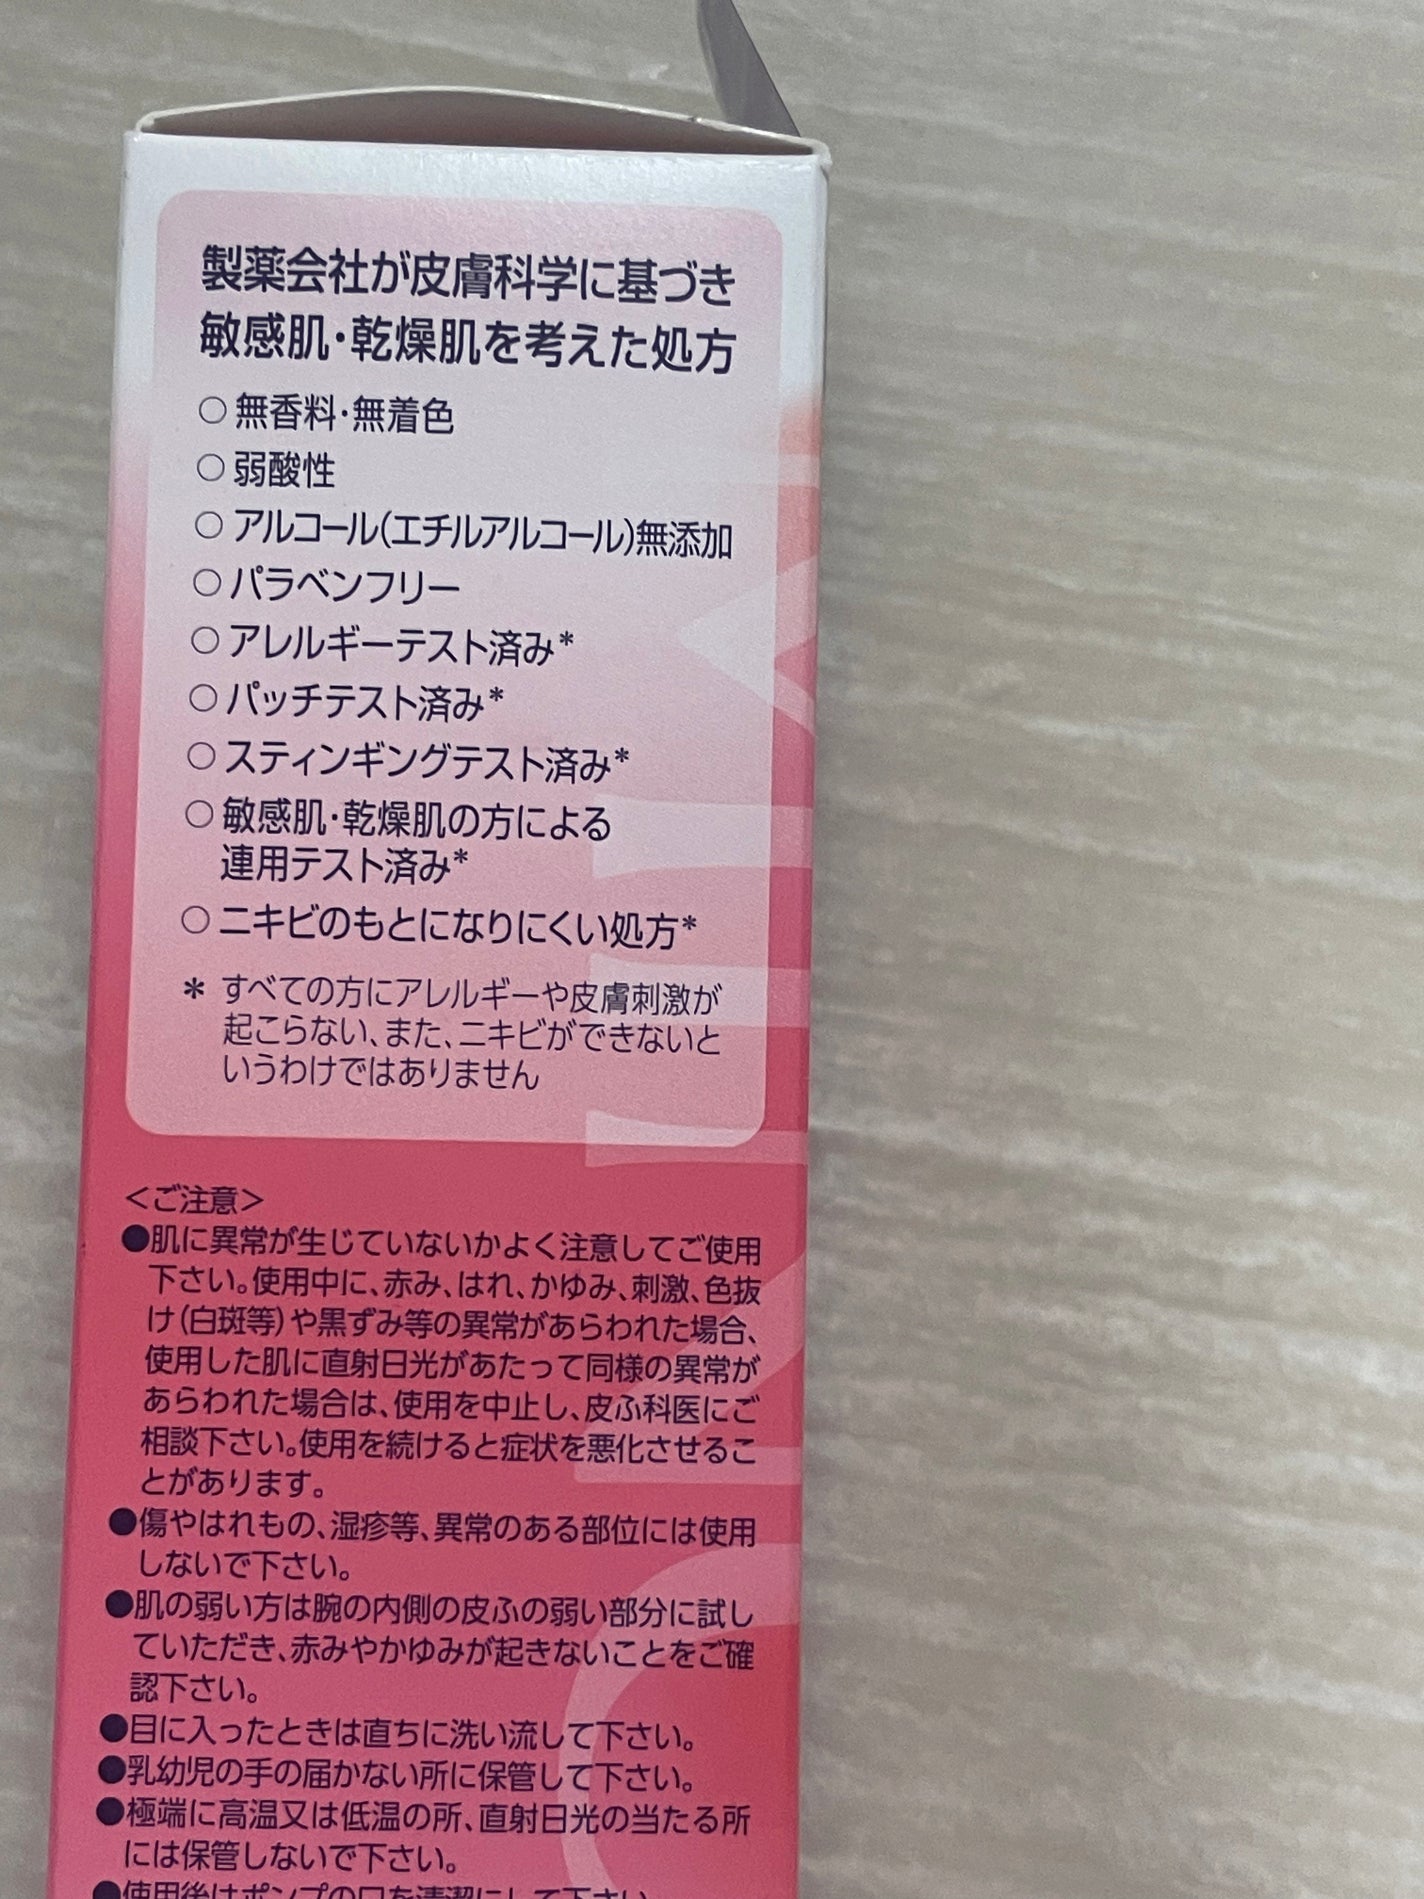 製薬会社が皮膚科学に基づき
敏感肌・乾燥肌を考えた処方
○ 無香料・無着色
○ 弱酸性
○ アルコール(エチルアルコール)無添加
○ パラベンフリー
○ アレルギーテスト済み*
○ パッチテスト済み*
○ スティンギングテスト済み*
○ 敏感肌・乾燥肌の方による
連用テスト済み*
○ ニキビのもとになりにくい処方*
* すべての方にアレルギーや皮膚刺激が
起こらない、また、ニキビができないと
いうわけではありません
<ご注意>
●肌に異常が生じていないかよく注意してご使用
下さい。使用中に、赤み、はれ、かゆみ、刺激、色抜
け(白斑等)や黒ずみ等の異常があらわれた場合、
使用した肌に直射日光があたって同様の異常が
あらわれた場合は、使用を中止し、皮ふ科医にご
相談下さい。使用を続けると症状を悪化させるこ
とがあります。
●傷やはれもの、湿疹等、異常のある部位には使用
しないで下さい。
●肌の弱い方は腕の内側の皮ふの弱い部分に試し
ていただき、赤みやかゆみが起きないことをご確
認下さい。
●目に入ったときは直ちに洗い流して下さい。
●乳幼児の手の届かない所に保管して下さい。
●極端に高温又は低温の所、直射日光の当たる所
には保管しないで下さい。
●使用後はポンプの口を清潔にして下さい。